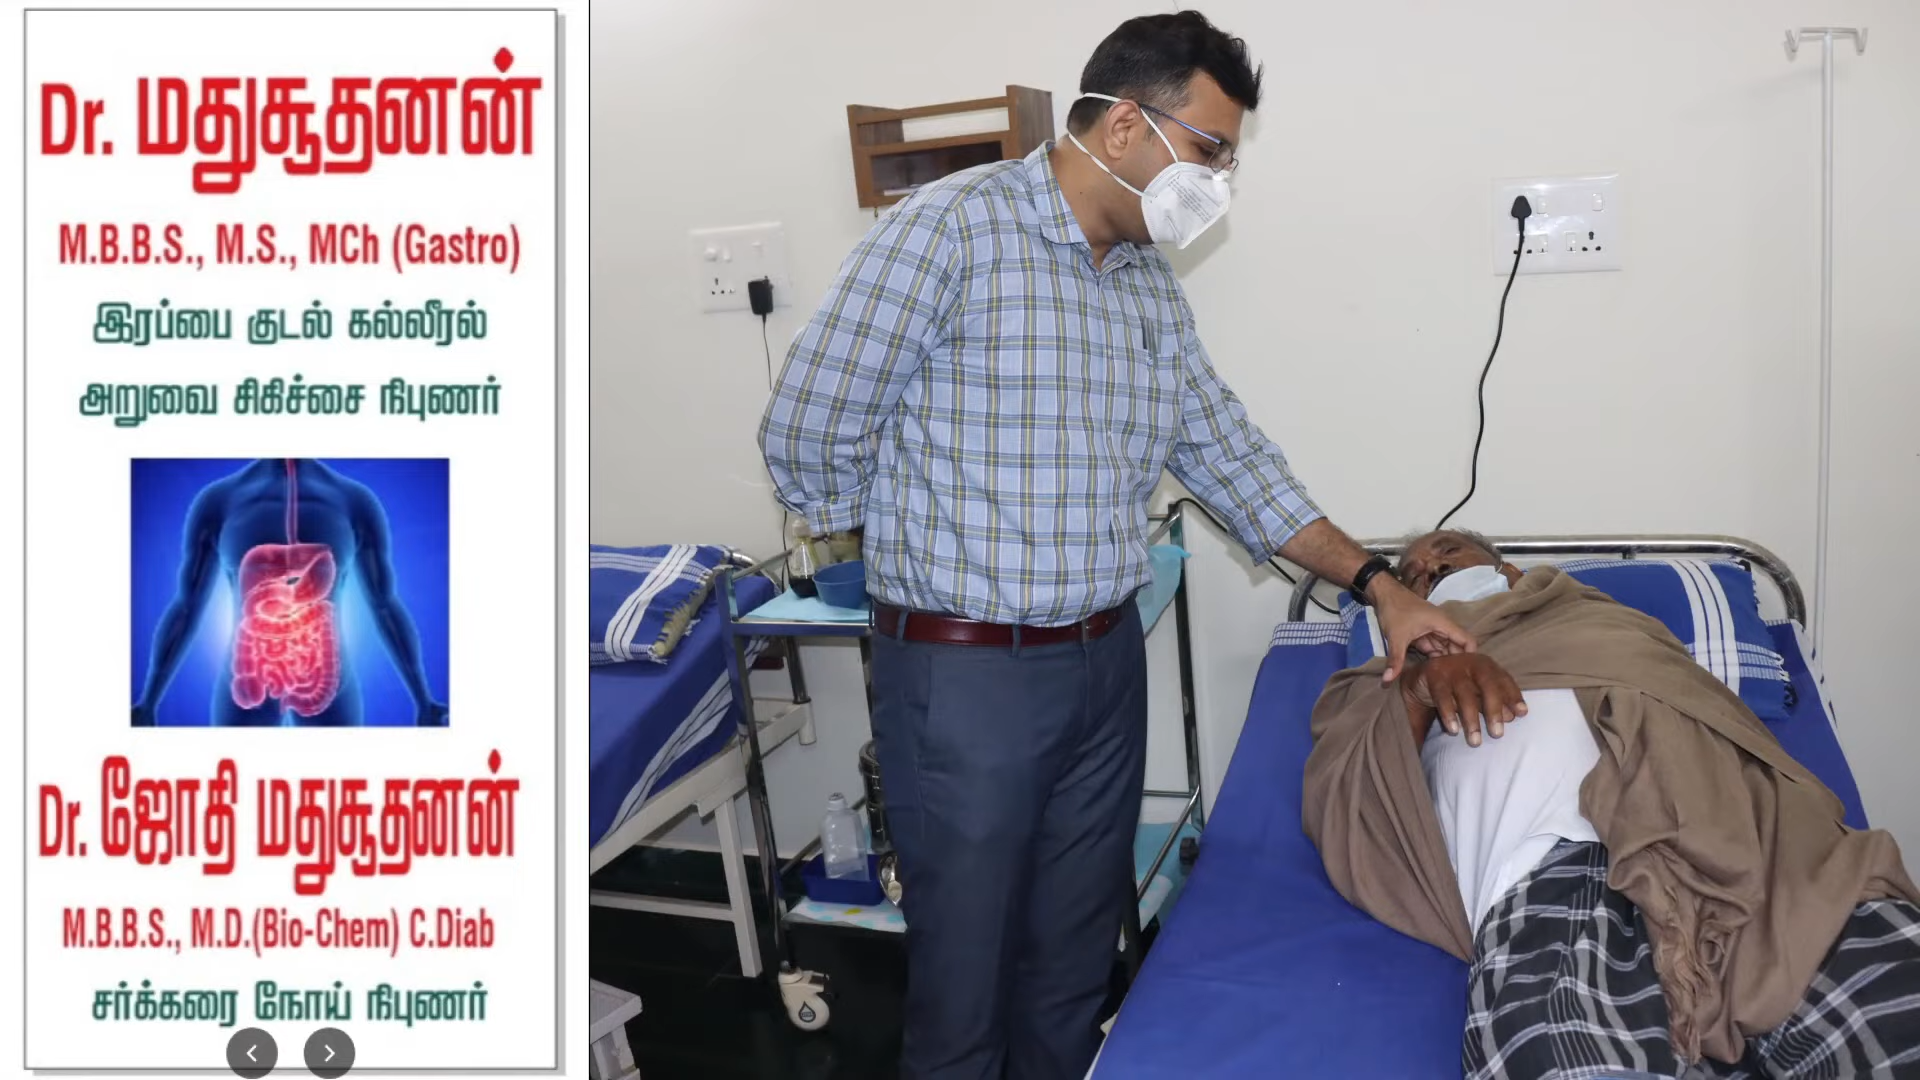 Dr. மதுசூதனன்
M.B.B.S., M.S., MCh (Gastro)
இரப்பை குடல் கல்லீரல்
அறுவை சிகிச்சை நிபுணர்
Dr. ஜோதி மதுசூதனன்
M.B.B.S., M.D.(Bio-Chem) C.Diab
சர்க்கரை நோய் நிபுணர்